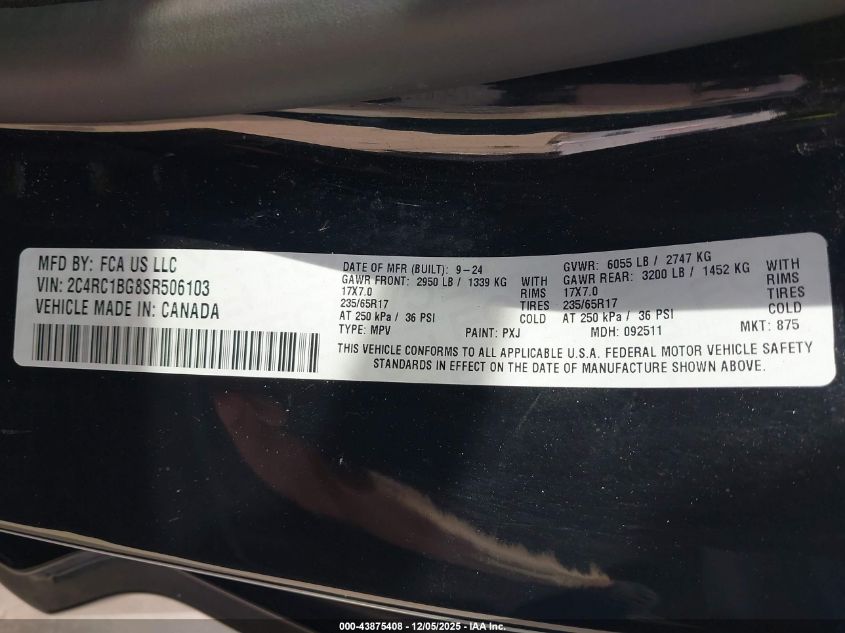 MFD BY: FCA US LLC
VIN: 2C4RC1BG8SR506103
VEHICLE MADE IN: CANADA
DATE OF MFR (BUILT): 9-24
GVWR: 6055 LB / 2747 KG
GAWR FRONT: 2950 LB / 1339 KG WITH
GAWR REAR: 3200 LB / 1452 KG WITH
17X7.0 RIMS
17X7.0 RIMS
235/65R17 TIRES
235/65R17 TIRES
AT 250 kPa / 36 PSI COLD
AT 250 kPa / 36 PSI COLD
TYPE: MPV PAINT: PXJ MDH: 092511 MKT: 875
THIS VEHICLE CONFORMS TO ALL APPLICABLE U.S.A. FEDERAL MOTOR VEHICLE SAFETY
STANDARDS IN EFFECT ON THE DATE OF MANUFACTURE SHOWN ABOVE.
000-43875408 - 12/05/2025 - IAA Inc.